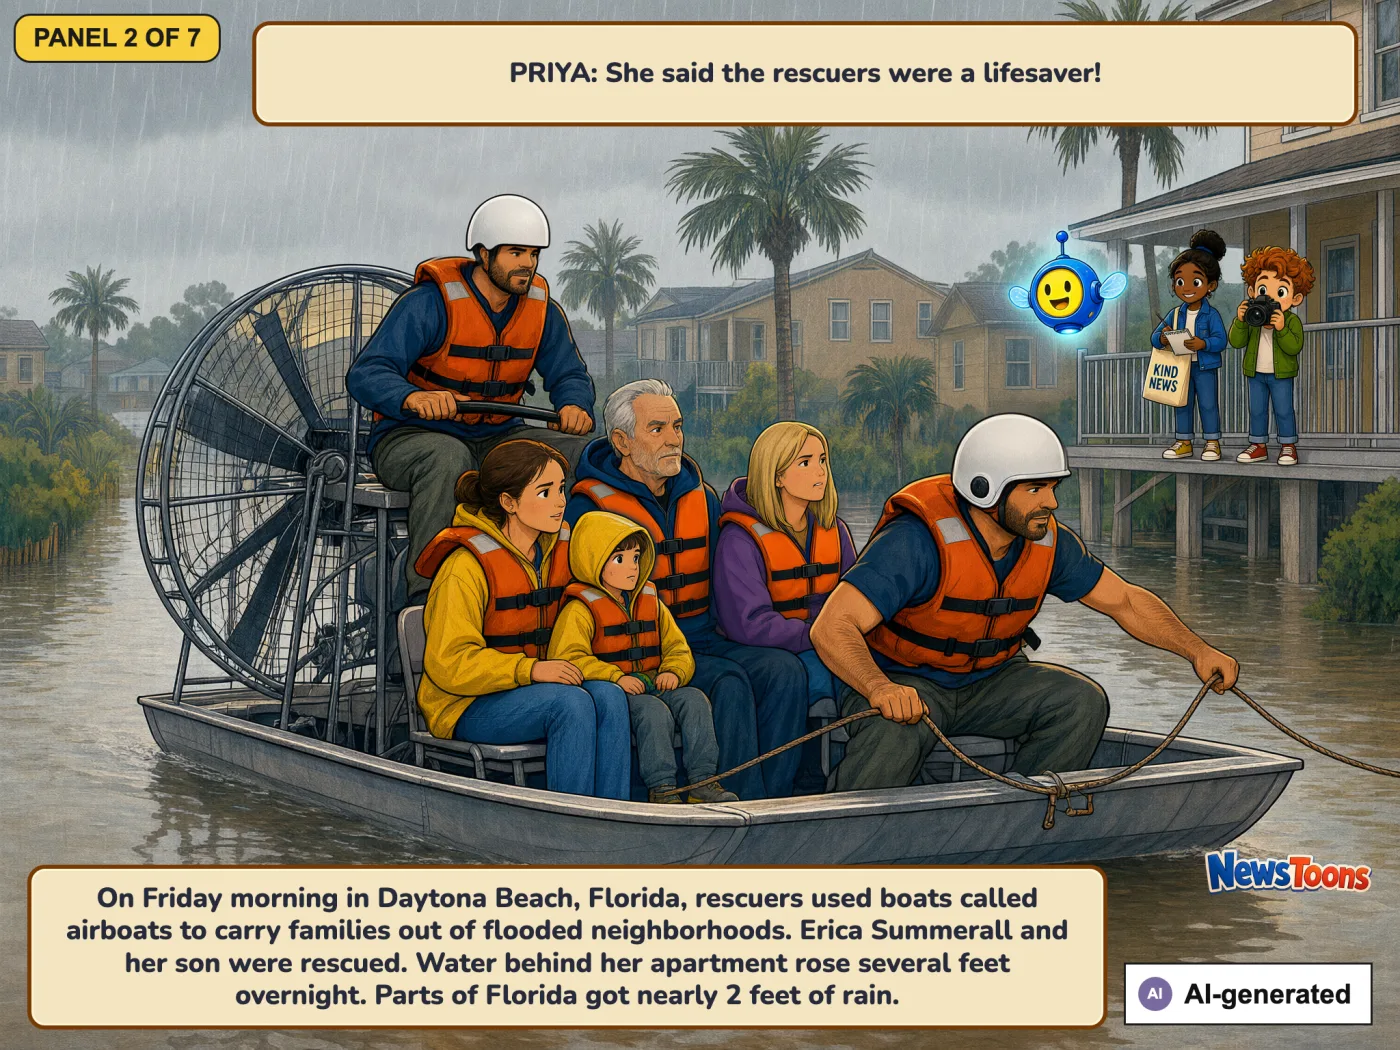 PANEL 2 OF 7
PRIYA: She said the rescuers were a lifesaver!
KIND
NEWS
On Friday morning in Daytona Beach, Florida, rescuers used boats called
airboats to carry families out of flooded neighborhoods. Erica Summerall and
her son were rescued. Water behind her apartment rose several feet
overnight. Parts of Florida got nearly 2 feet of rain.
NewsToons
AI AI-generated